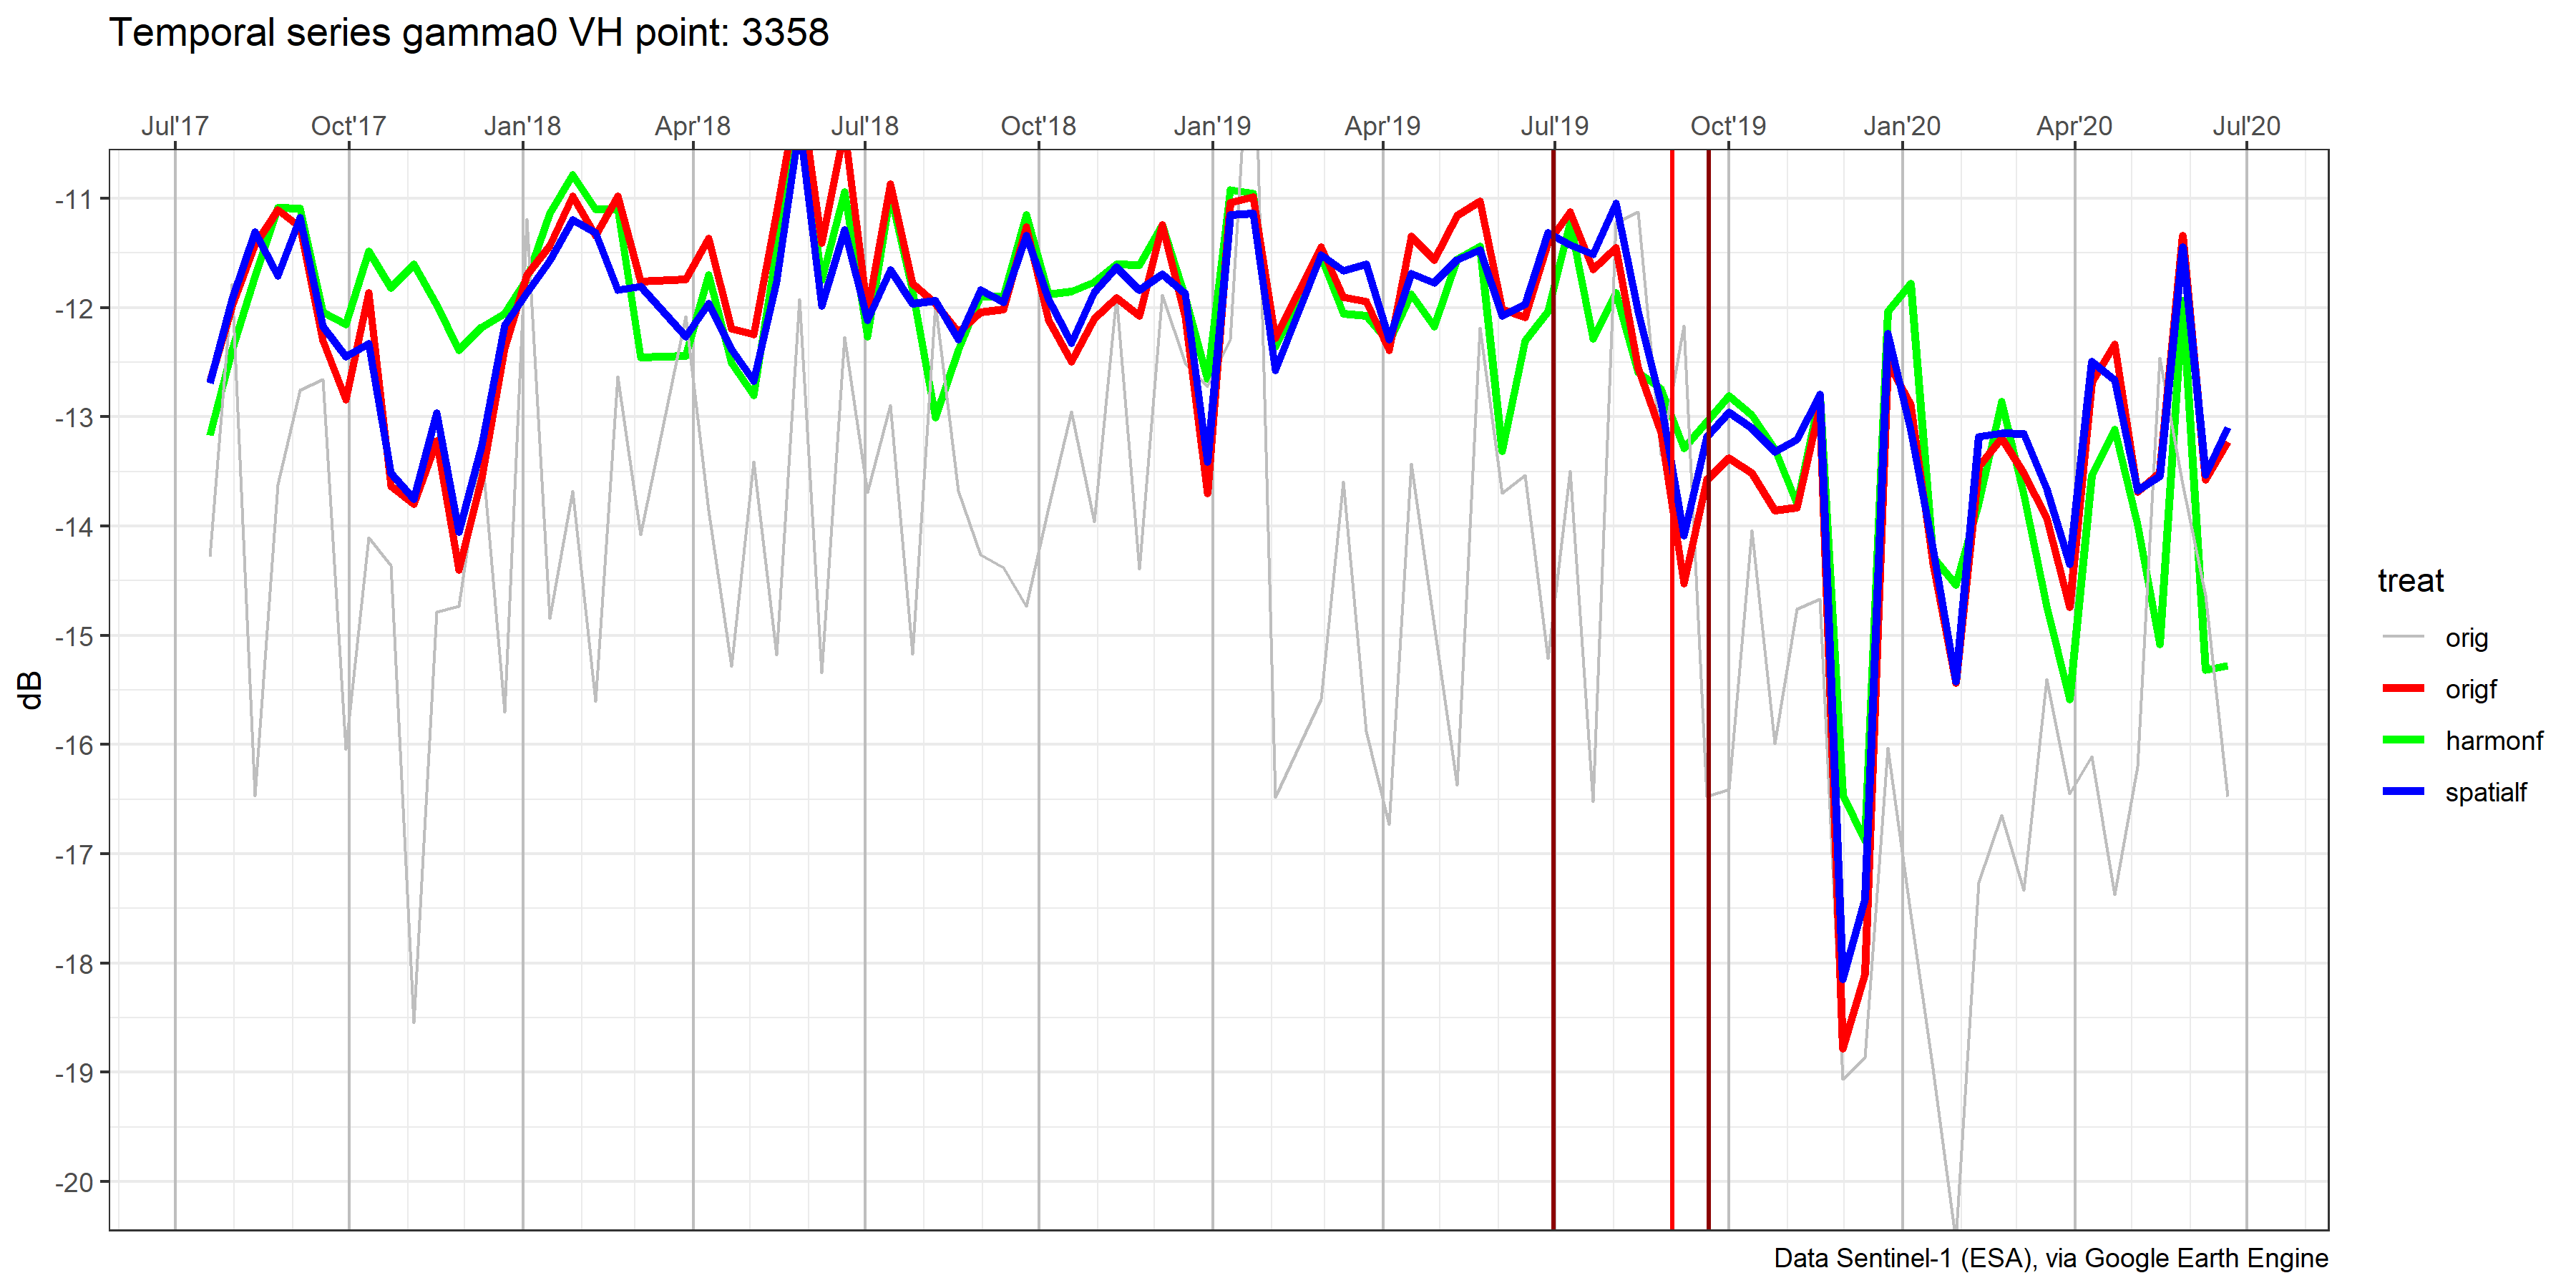 Temporal series gamma0 VH point: 3358
Jul'17 Oct'17 Jan'18 Apr'18 Jul'18 Oct'18 Jan'19 Apr'19 Jul'19 Oct'19 Jan'20 Apr'20 Jul'20
-11
-12
-13
-14
-15
-16
-17
-18
-19
-20
dB
treat
orig
origf
harmonf
spatialf
Data Sentinel-1 (ESA), via Google Earth Engine